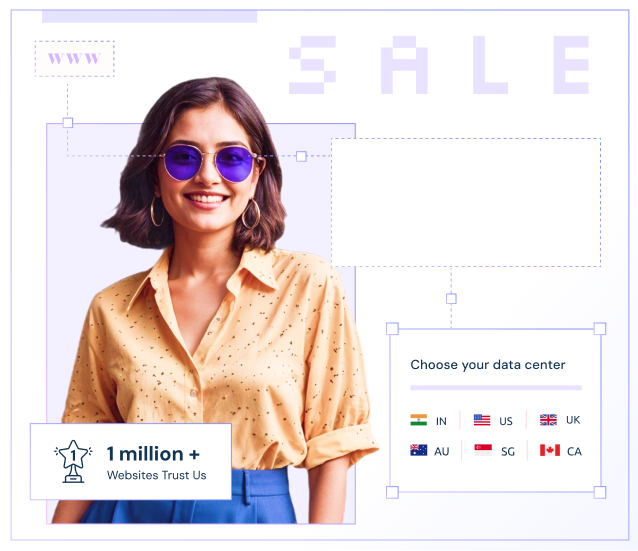 www
SALE
Choose your data center
IN US UK
AU SG CA
1
1 million +
Websites Trust Us